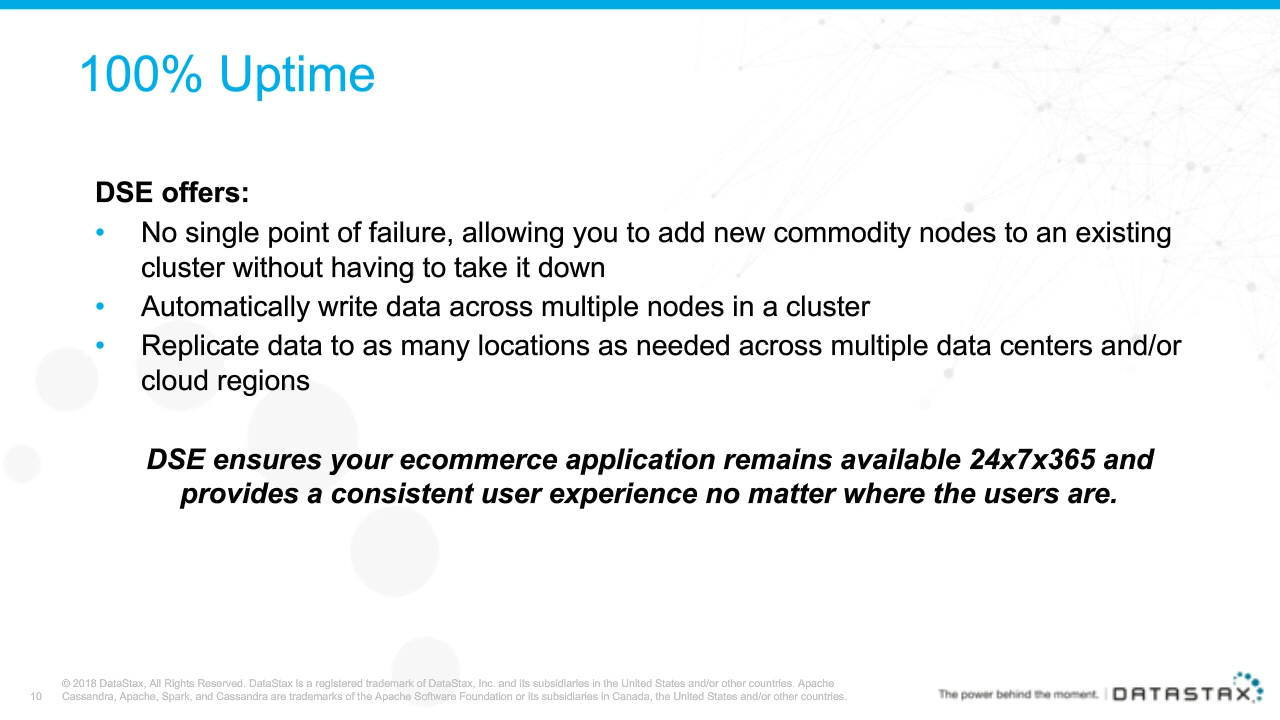 100% Uptime
DSE offers:
• No single point of failure, allowing you to add new commodity nodes to an existing
cluster without having to take it down
• Automatically write data across multiple nodes in a cluster
• Replicate data to as many locations as needed across multiple data centers and/or
cloud regions
DSE ensures your ecommerce application remains available 24x7x365 and
provides a consistent user experience no matter where the users are.
© 2018 DataStax, All Rights Reserved. DataStax is a registered trademark of DataStax, Inc. and its subsidiaries in the United States and/or other countries. Apache
10 Cassandra, Apache, Spark, and Cassandra are trademarks of the Apache Software Foundation or its subsidiaries in Canada, the United States and/or other countries.
The power behind the moment. | DATASTAX